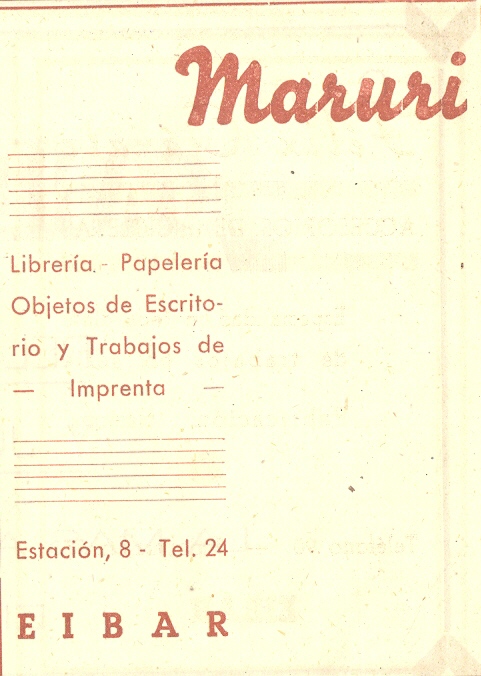 Maruri
Librería - Papelería
Objetos de Escrito-
rio y Trabajos de
— Imprenta —
Estación, 8 - Tel. 24
EIBAR